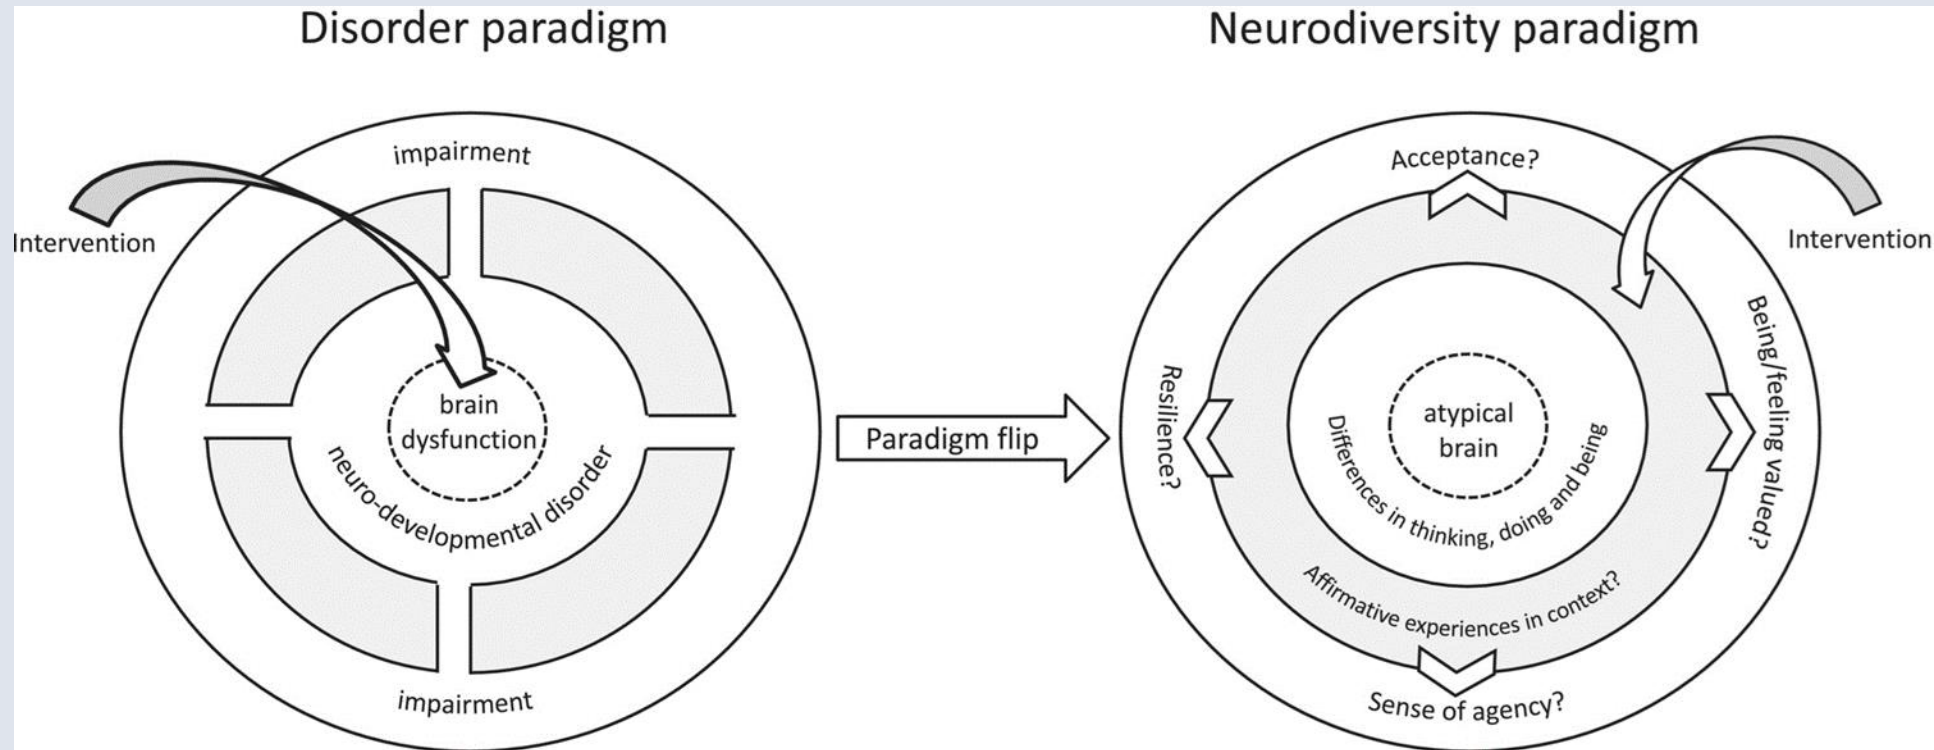 Disorder paradigm
impairment
Intervention
brain
dysfunction
neuro-developmental disorder
impairment
Paradigm flip
Neurodiversity paradigm
Acceptance?
Intervention
Being/feeling valued?
Resilience?
atypical
brain
Differences in thinking, doing and being
Affirmative experiences in context?
Sense of agency?